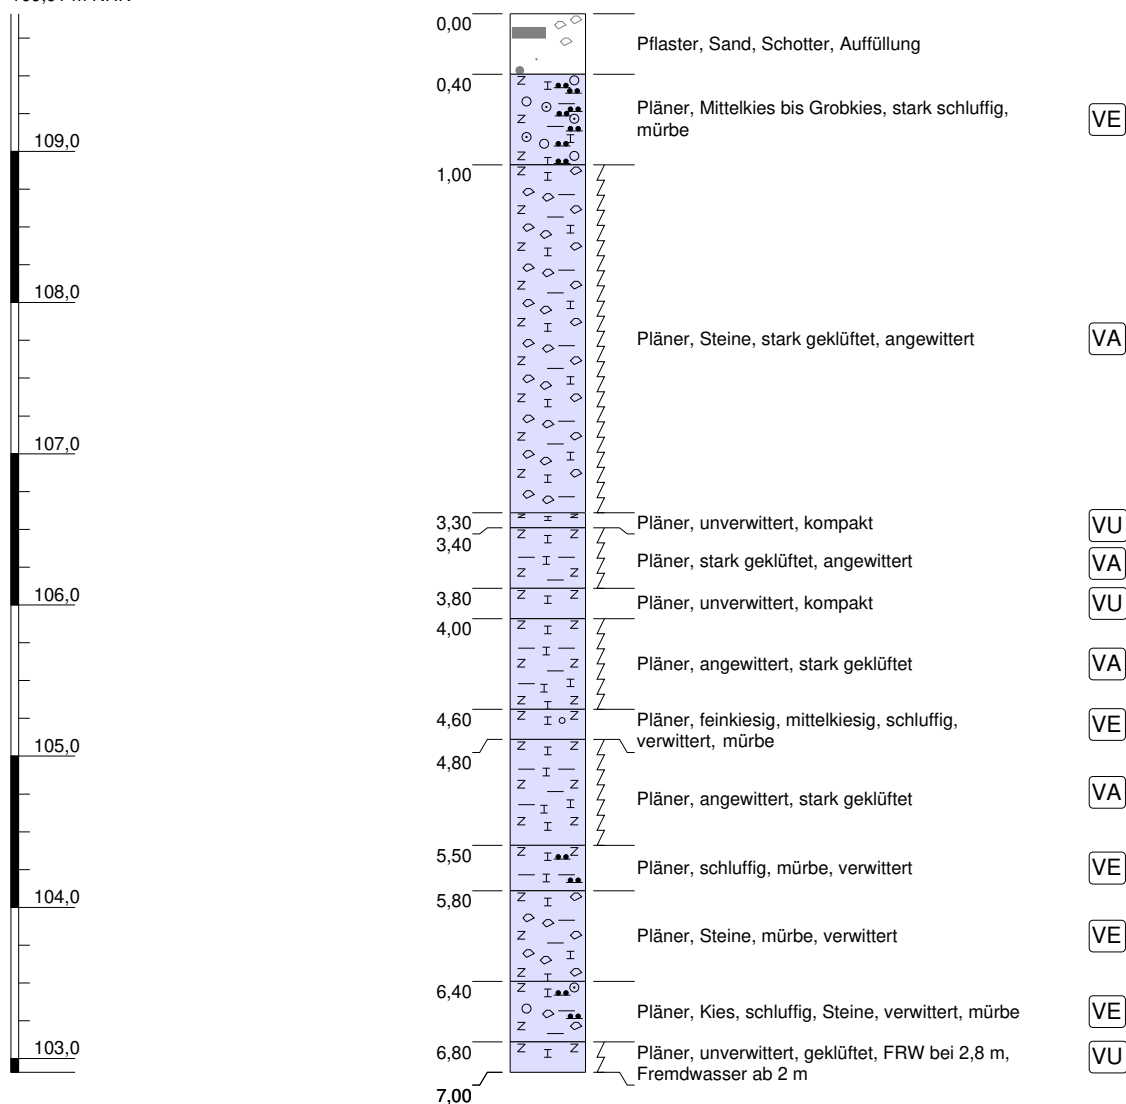 0,00
Pflaster, Sand, Schotter, Auffüllung
0,40
Pläner, Mittelkies bis Grobkies, stark schluffig,
mürbe
VE
109,0
1,00
108,0
Pläner, Steine, stark geklüftet, angewittert
VA
107,0
3,30
Pläner, unverwittert, kompakt
VU
3,40
Pläner, stark geklüftet, angewittert
VA
106,0
3,80
Pläner, unverwittert, kompakt
VU
4,00
Pläner, angewittert, stark geklüftet
VA
4,60
Pläner, feinkiesig, mittelkiesig, schluffig,
verwittert, mürbe
VE
105,0
4,80
Pläner, angewittert, stark geklüftet
VA
5,50
Pläner, schluffig, mürbe, verwittert
VE
104,0
5,80
Pläner, Steine, mürbe, verwittert
VE
6,40
Pläner, Kies, schluffig, Steine, verwittert, mürbe
VE
103,0
6,80
Pläner, unverwittert, geklüftet, FRW bei 2,8 m,
Fremdwasser ab 2 m
VU
7,00